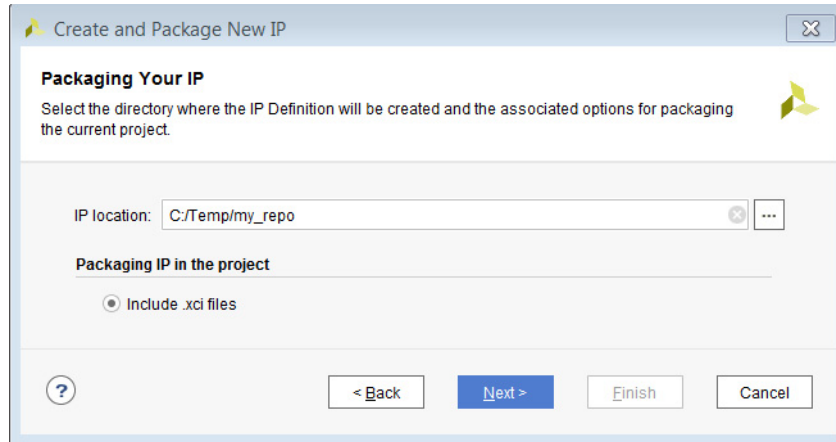 Create and Package New IP
Packaging Your IP
Select the directory where the IP Definition will be created and the associated options for packaging
the current project.
IP location: C:/Temp/my_repo ...
Packaging IP in the project
Include .xci files
? < Back Next > Finish Cancel